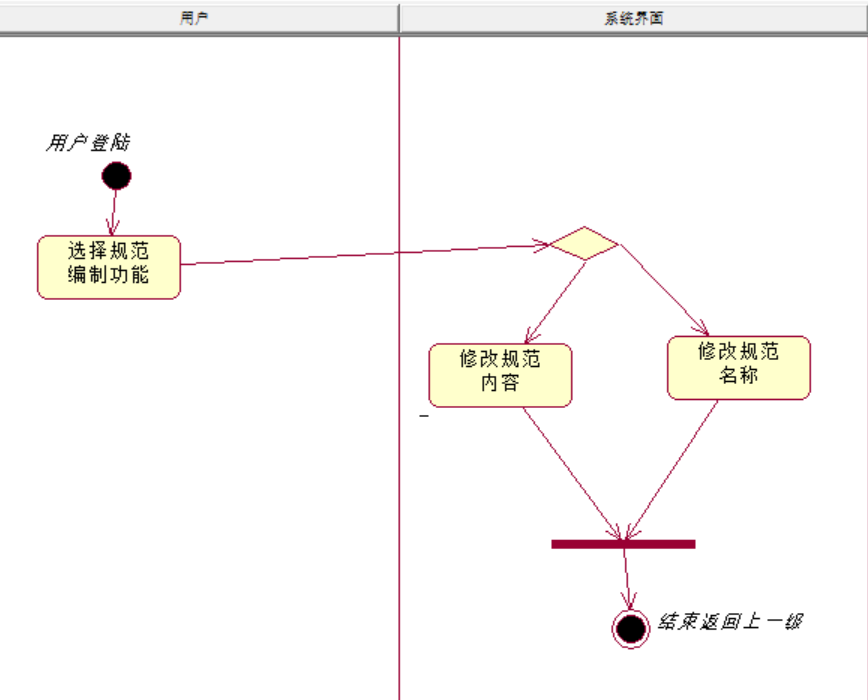 用户
系统界面
用户登陆
选择规范
编制功能
修改规范
内容
修改规范
名称
结束返回上一级